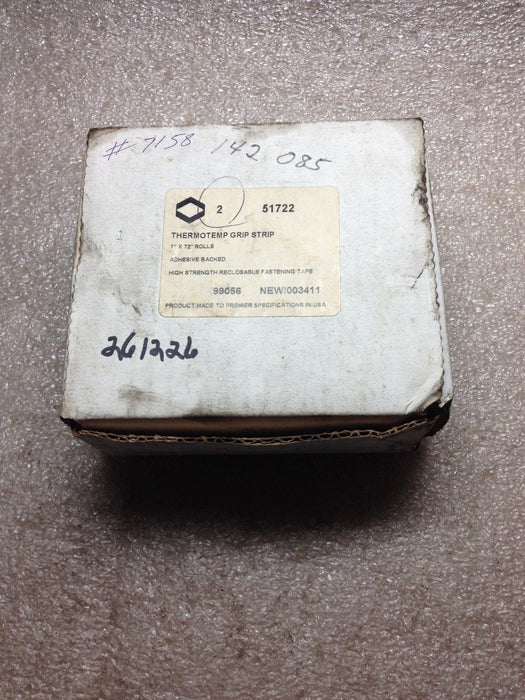 # 7158 142 085
2 51722
THERMOTEMP GRIP STRIP
1" X 72" ROLLS
ADHESIVE BACKED
HIGH STRENGTH RECLOSABLE FASTENING TAPE
99056 NEWI003411
PRODUCT MADE TO PREMIER SPECIFICATIONS IN USA
261226